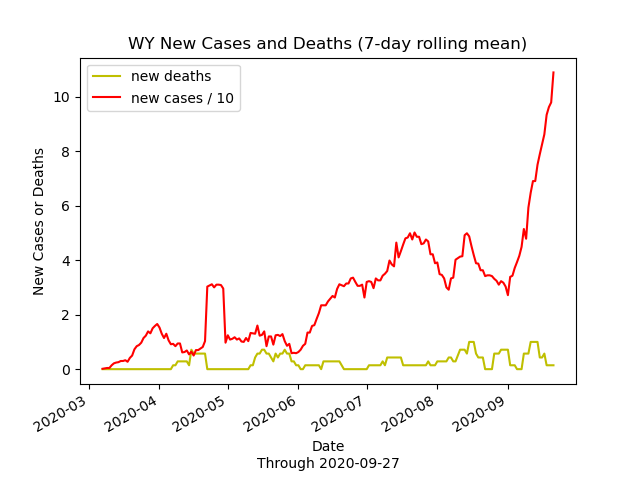 WY New Cases and Deaths (7-day rolling mean)
new deaths
new cases / 10
New Cases or Deaths
10
8
6
4
2
0
2020-03
2020-04
2020-05
2020-06
2020-07
2020-08
2020-09
Date
Through 2020-09-27